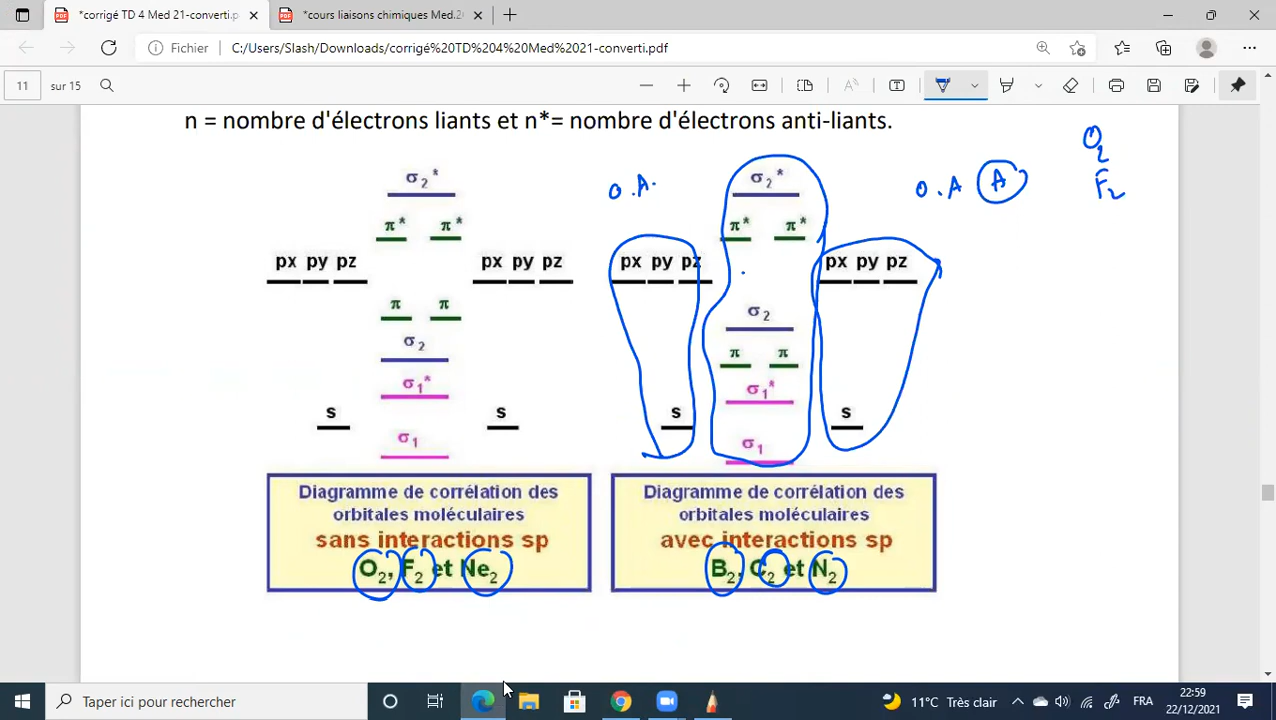 *corrigé TD 4 Med 21-converti.p
*cours liaisons chimiques Med.2
Fichier C:/Users/Slash/Downloads/corrigé%20TD%204%20Med%2021-converti.pdf
11 sur 15
n = nombre d'électrons liants et n*= nombre d'électrons anti-liants.
O2
F2
σ2*
π* π*
px py pz px py pz
π π
σ2
σ1*
s s
σ1
O.A.
σ2*
O.A A
π* π*
px py pz px py pz
σ2
π π
σ1*
s s
σ1
Diagramme de corrélation des
orbitales moléculaires
sans interactions sp
O2, F2 et Ne2
Diagramme de corrélation des
orbitales moléculaires
avec interactions sp
B2, C2 et N2
Taper ici pour rechercher
11°C Très clair
FRA
22:59
22/12/2021